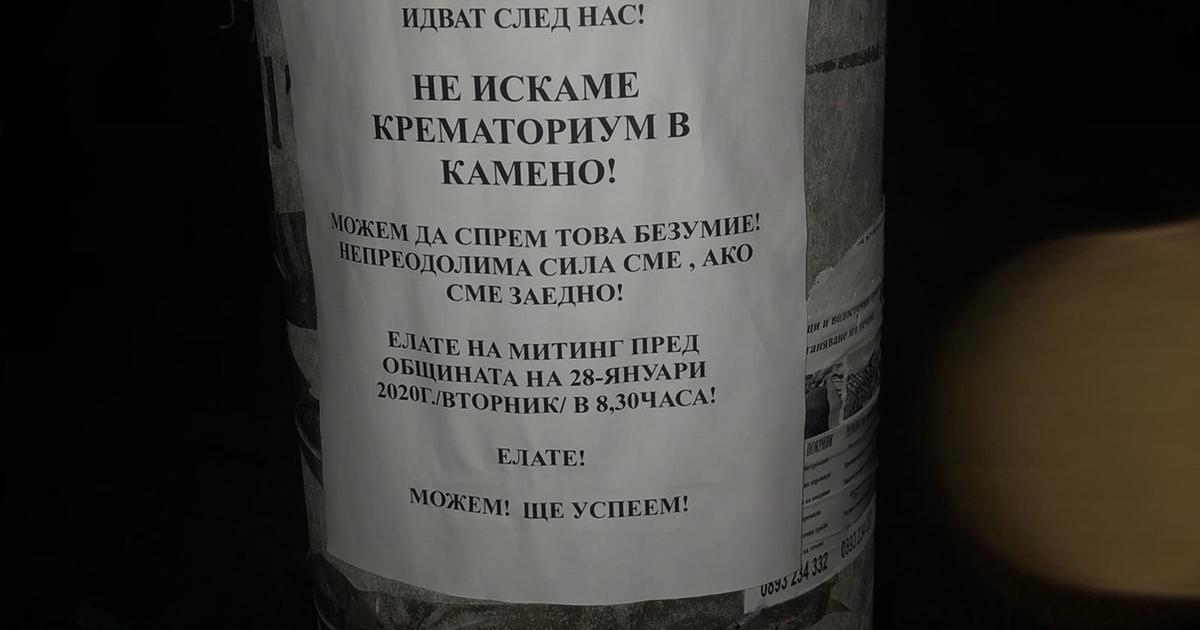 ИДВАТ СЛЕД НАС!
НЕ ИСКАМЕ
КРЕМАТОРИУМ В
КАМЕНО!
МОЖЕМ ДА СПРЕМ ТОВА БЕЗУМИЕ!
НЕПРЕОДОЛИМА СИЛА СМЕ , АКО
СМЕ ЗАЕДНО!
ЕЛАТЕ НА МИТИНГ ПРЕД
ОБЩИНАТА НА 28-ЯНУАРИ
2020Г./ВТОРНИК/ В 8,30ЧАСА!
ЕЛАТЕ!
МОЖЕМ! ЩЕ УСПЕЕМ!
ПОКРИВИ
0893 234 332